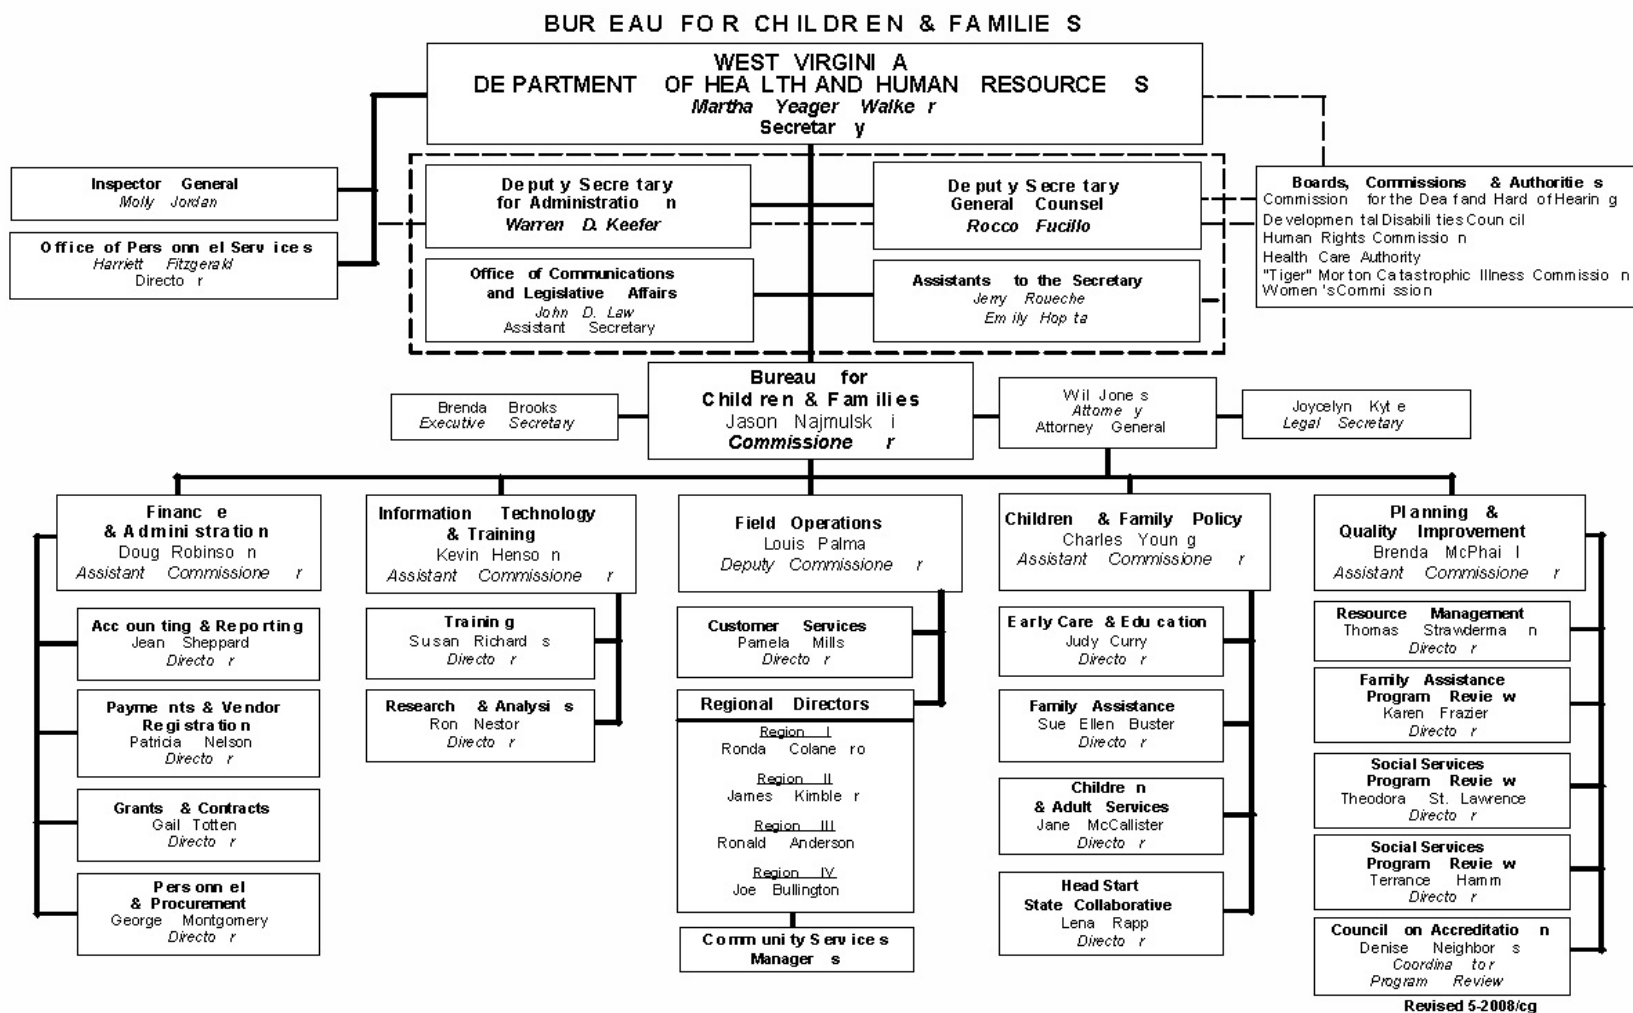 BUREAU FOR CHILDREN & FAMILIES
WEST VIRGINIA
DEPARTMENT OF HEALTH AND HUMAN RESOURCES
Martha Yeager Walker
Secretary
Inspector General
Molly Jordan
Office of Personnel Services
Harriett Fitzgerald
Director
Deputy Secretary
for Administration
Warren D. Keefer
Deputy Secretary
General Counsel
Rocco Fucillo
Office of Communications
and Legislative Affairs
John D. Law
Assistant Secretary
Assistants to the Secretary
Jerry Roueche
Emily Hopta
Boards, Commissions & Authorities
Commission for the Deaf and Hard of Hearing
Developmental Disabilities Council
Human Rights Commission
Health Care Authority
"Tiger" Morton Catastrophic Illness Commission
Women's Commission
Brenda Brooks
Executive Secretary
Bureau for
Children & Families
Jason Najmulski
Commissioner
Wil Jones
Attorney
Attorney General
Joycelyn Kyte
Legal Secretary
Finance
& Administration
Doug Robinson
Assistant Commissioner
Accounting & Reporting
Jean Sheppard
Director
Payments & Vendor
Registration
Patricia Nelson
Director
Grants & Contracts
Gail Totten
Director
Personnel
& Procurement
George Montgomery
Director
Information Technology
& Training
Kevin Henson
Assistant Commissioner
Training
Susan Richards
Director
Research & Analysis
Ron Nestor
Director
Field Operations
Louis Palma
Deputy Commissioner
Customer Services
Pamela Mills
Director
Regional Directors
Region I
Ronda Colanero
Region II
James Kimbler
Region III
Ronald Anderson
Region IV
Joe Bullington
Community Services
Managers
Children & Family Policy
Charles Young
Assistant Commissioner
Early Care & Education
Judy Curry
Director
Family Assistance
Sue Ellen Buster
Director
Children
& Adult Services
Jane McCallister
Director
Head Start
State Collaborative
Lena Rapp
Director
Planning &
Quality Improvement
Brenda McPhail
Assistant Commissioner
Resource Management
Thomas Strawderman
Director
Family Assistance
Program Review
Karen Frazier
Director
Social Services
Program Review
Theodora St. Lawrence
Director
Social Services
Program Review
Terrance Hamm
Director
Council on Accreditation
Denise Neighbors
Coordinator
Program Review
Revised 5-2008/cg